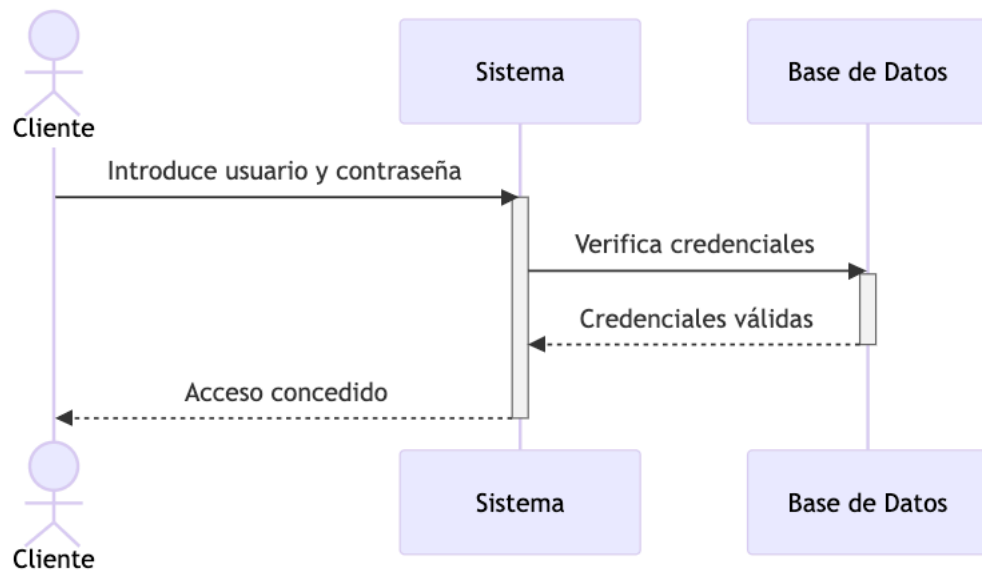 Cliente
Sistema
Base de Datos
Introduce usuario y contraseña
Verifica credenciales
Credenciales válidas
Acceso concedido
Cliente
Sistema
Base de Datos